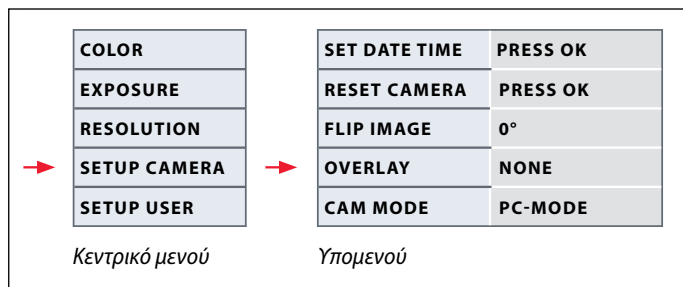 COLOR
EXPOSURE
RESOLUTION
SETUP CAMERA
SETUP USER
Κεντρικό μενού
SET DATE TIME PRESS OK
RESET CAMERA PRESS OK
FLIP IMAGE 0°
OVERLAY NONE
CAM MODE PC-MODE
Υπομενού